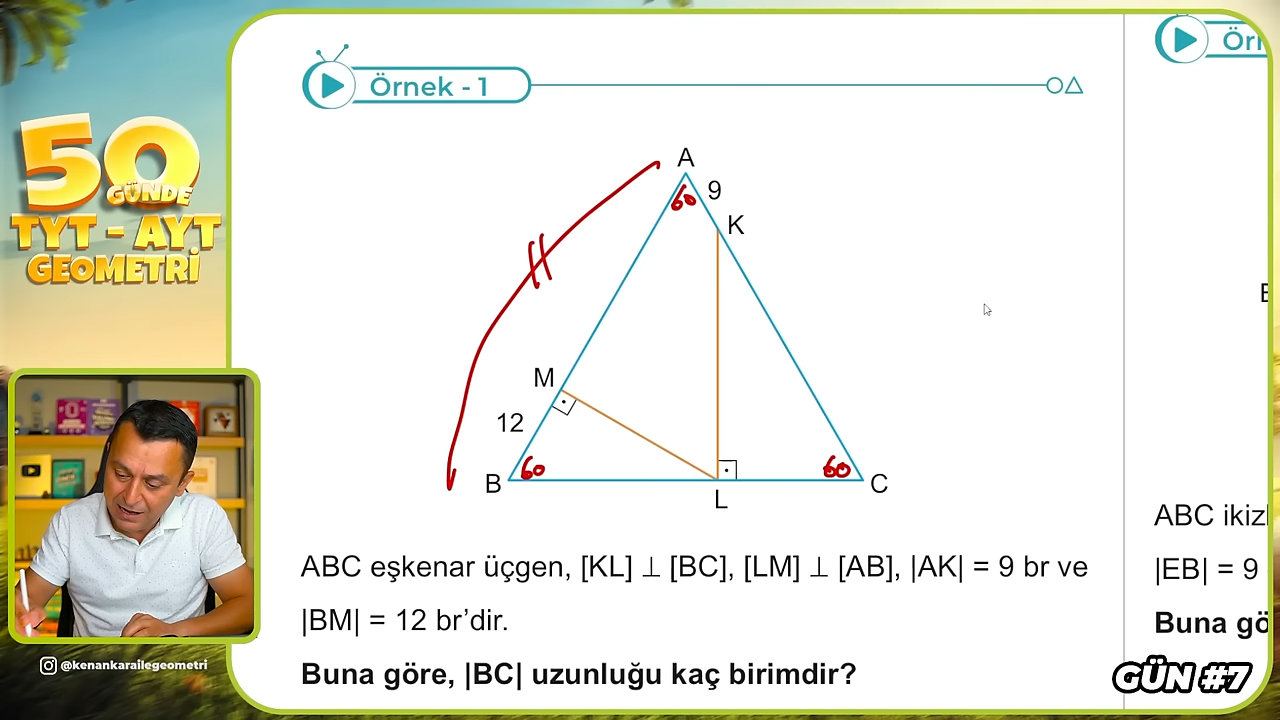 50
GÜNDE
TYT - AYT
GEOMETRİ
Örnek - 1
A
9
60
K
M
12
B
60
60
C
L
ABC eşkenar üçgen, [KL] ⊥ [BC], [LM] ⊥ [AB], |AK| = 9 br ve
|BM| = 12 br’dir.
Buna göre, |BC| uzunluğu kaç birimdir?
Örn
ABC ikiz
|EB| = 9
Buna gö
@kenankarailegeometri
GÜN #7